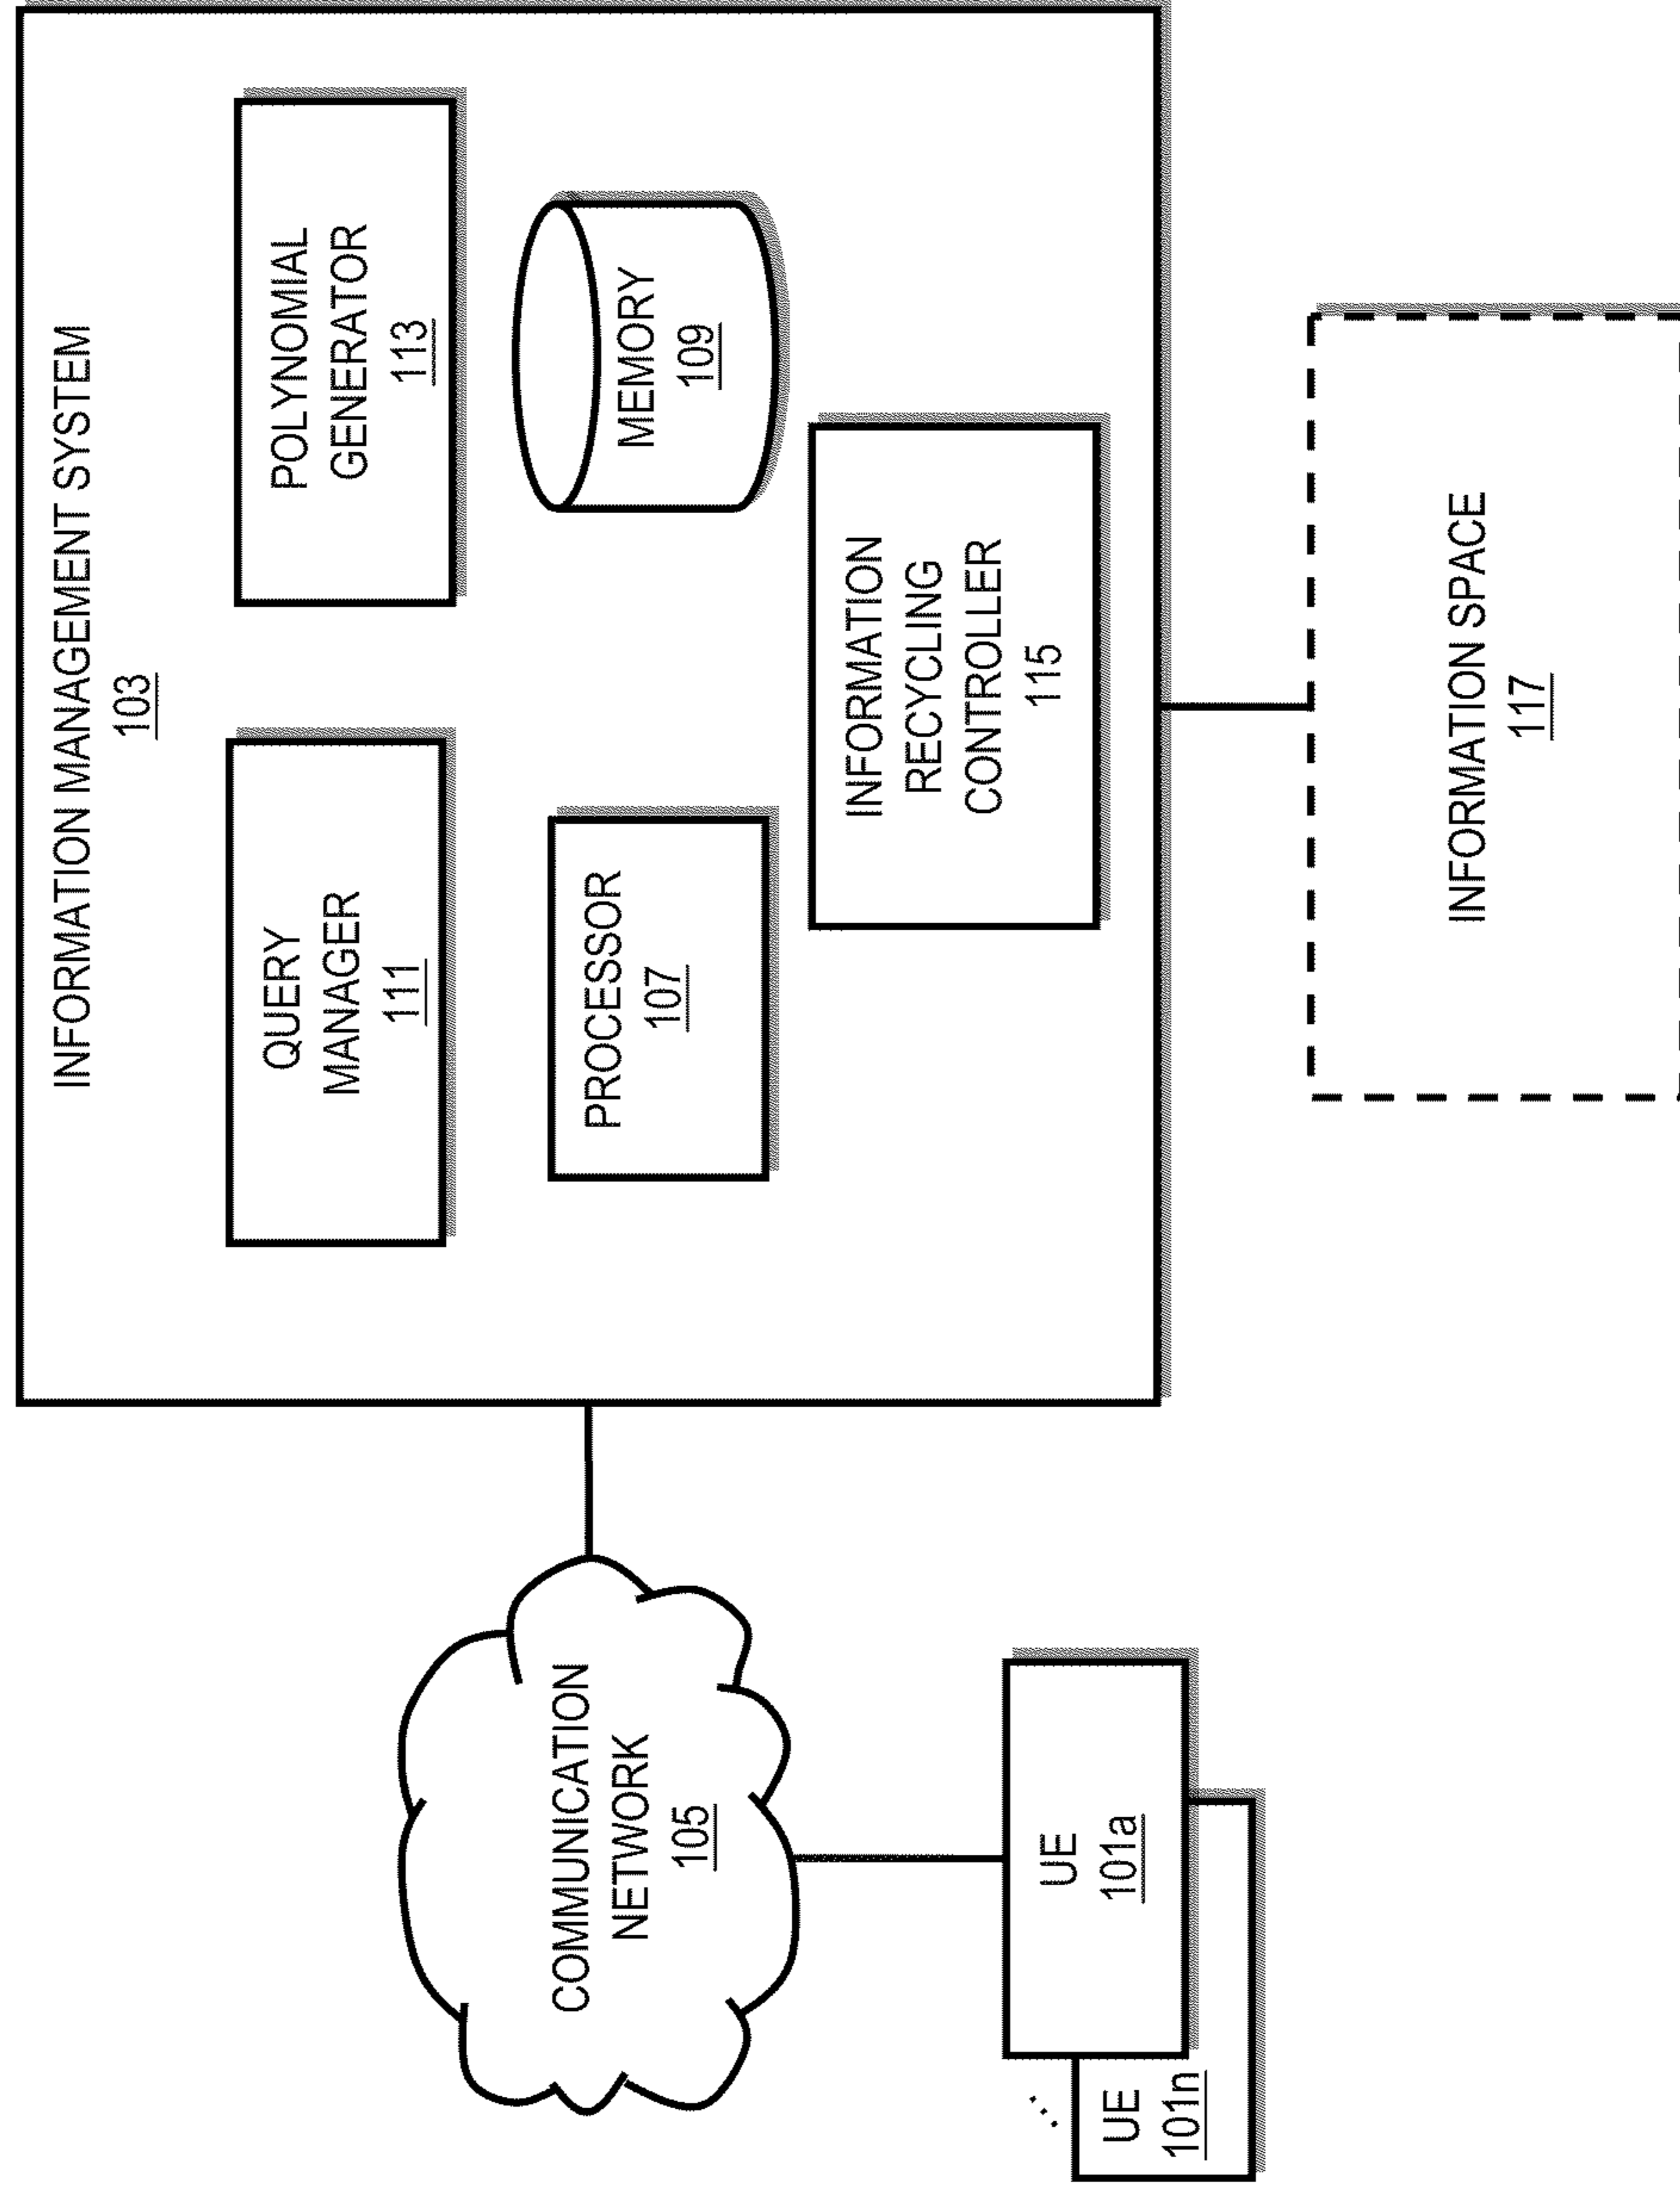 INFORMATION MANAGEMENT SYSTEM
103
QUERY
MANAGER
111
POLYNOMIAL
GENERATOR
113
PROCESSOR
107
MEMORY
109
INFORMATION
RECYCLING
CONTROLLER
115
COMMUNICATION
NETWORK
105
UE
101a
UE
101n
INFORMATION SPACE
117